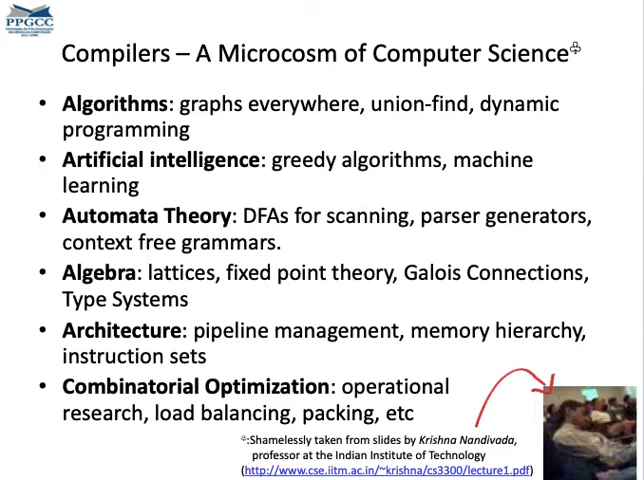 PPGCC
Compilers – A Microcosm of Computer Science♧
• Algorithms: graphs everywhere, union-find, dynamic
programming
• Artificial intelligence: greedy algorithms, machine
learning
• Automata Theory: DFAs for scanning, parser generators,
context free grammars.
• Algebra: lattices, fixed point theory, Galois Connections,
Type Systems
• Architecture: pipeline management, memory hierarchy,
instruction sets
• Combinatorial Optimization: operational
research, load balancing, packing, etc
♧:Shamelessly taken from slides by Krishna Nandivada,
professor at the Indian Institute of Technology
(http://www.cse.iitm.ac.in/~krishna/cs3300/lecture1.pdf)